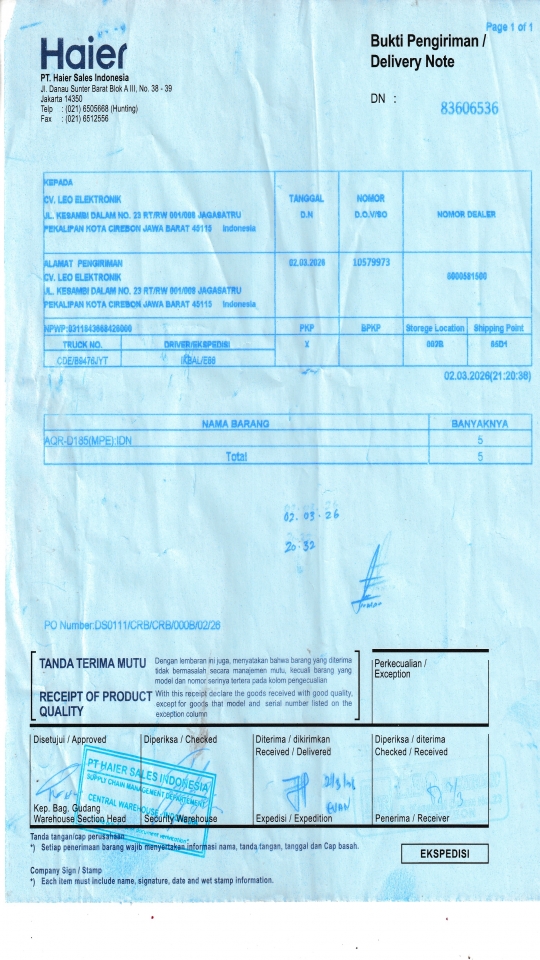 Page 1 of 1
Haier
Bukti Pengiriman /
Delivery Note
PT. Haier Sales Indonesia
Jl. Danau Sunter Barat Blok A III, No. 38 - 39
Jakarta 14350
Telp : (021) 6505668 (Hunting)
Fax : (021) 6512556
DN : 83606536
KEPADA
CV. LEO ELEKTRONIK
JL. KESAMBI DALAM NO. 23 RT/RW 001/008 JAGASATRU
PEKALIPAN KOTA CIREBON JAWA BARAT 45115 Indonesia
TANGGAL
D.N
NOMOR
D.O.V/SO
NOMOR DEALER
ALAMAT PENGIRIMAN
CV. LEO ELEKTRONIK
JL. KESAMBI DALAM NO. 23 RT/RW 001/008 JAGASATRU
PEKALIPAN KOTA CIREBON JAWA BARAT 45115 Indonesia
02.03.2026
10579973
PKP BPKP Storage Location Shipping Point
TRUCK NO. DRIVER/EKSPEDISI X 002B 85D1
02.03.2026(21:20:36)
NAMA BARANG BANYAKNYA
AQR-D185(MPE):IDN 5
Total 5
02.03.26
20.32
PO Number:DS0111/CRB/CRB/000B/02/26
TANDA TERIMA MUTU
Dengan lembaran ini juga, menyatakan bahwa barang yang diterima
tidak bermasalah secara manajemen mutu, kecuali barang yang
model dan nomor serinya tertera pada kolom pengecualian
RECEIPT OF PRODUCT
QUALITY
With this receipt declare the goods received with good quality,
except for goods that model and serial number listed on the
exception column
Perkecualian /
Exception
Disetujui / Approved
Diperiksa / Checked
Diterima / dikirimkan
Received / Delivered
Diperiksa / diterima
Checked / Received
PT HAIER SALES INDONESIA
SUPPLY CHAIN MANAGEMENT DEPARTEMENT
CENTRAL WAREHOUSE
Kep. Bag. Gudang
Warehouse Section Head
Security Warehouse
Expedisi / Expedition
Penerima / Receiver
Tanda tangan/cap perusahaan
*) Setiap penerimaan barang wajib menyertakan informasi nama, tanda tangan, tanggal dan Cap basah.
EKSPEDISI
Company Sign / Stamp
*) Each item must include name, signature, date and wet stamp information.